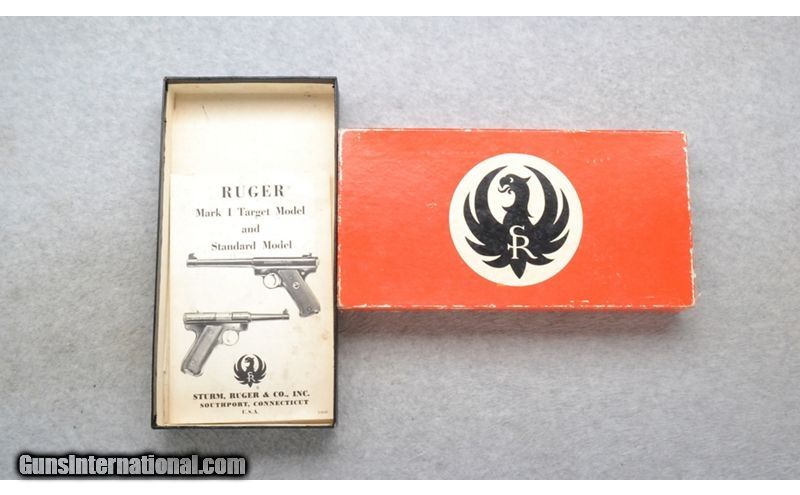 RUGER
Mark I Target Model
and
Standard Model
SR
STURM, RUGER & CO., INC.
SOUTHPORT, CONNECTICUT
U.S.A.
SR
GunsInternational.com